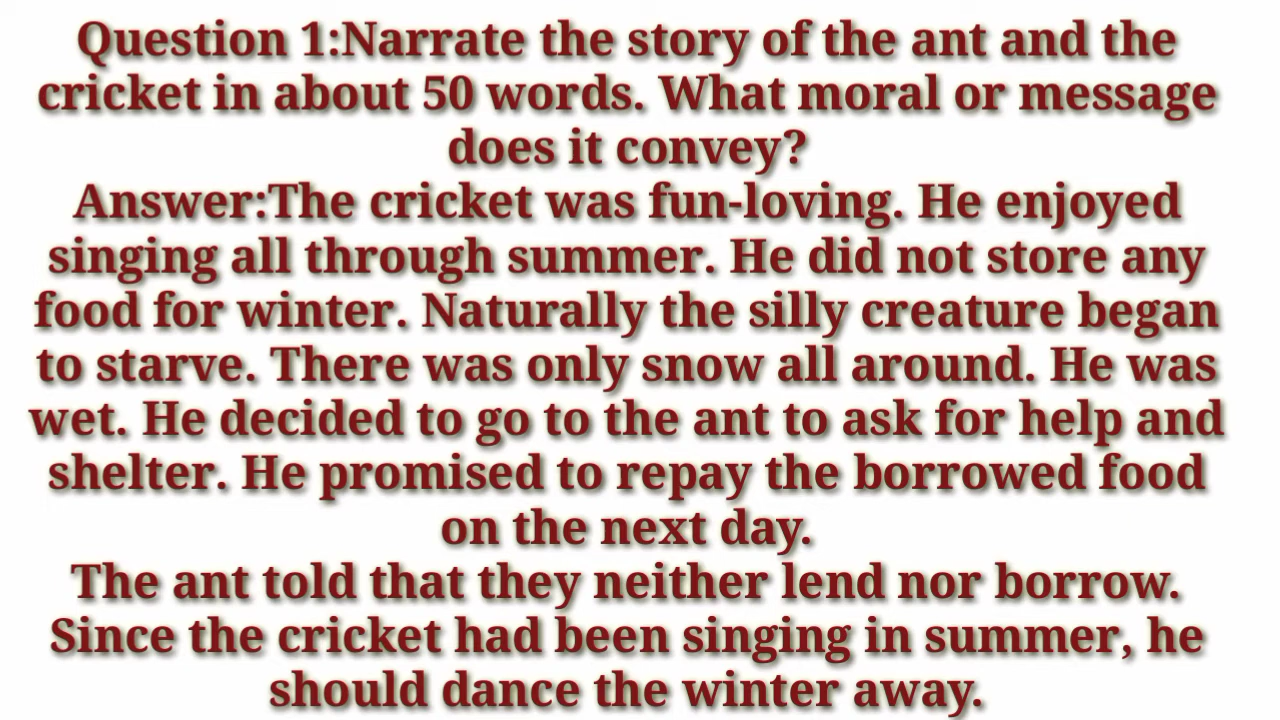 Question 1:Narrate the story of the ant and the
cricket in about 50 words. What moral or message
does it convey?
Answer:The cricket was fun-loving. He enjoyed
singing all through summer. He did not store any
food for winter. Naturally the silly creature began
to starve. There was only snow all around. He was
wet. He decided to go to the ant to ask for help and
shelter. He promised to repay the borrowed food
on the next day.
The ant told that they neither lend nor borrow.
Since the cricket had been singing in summer, he
should dance the winter away.